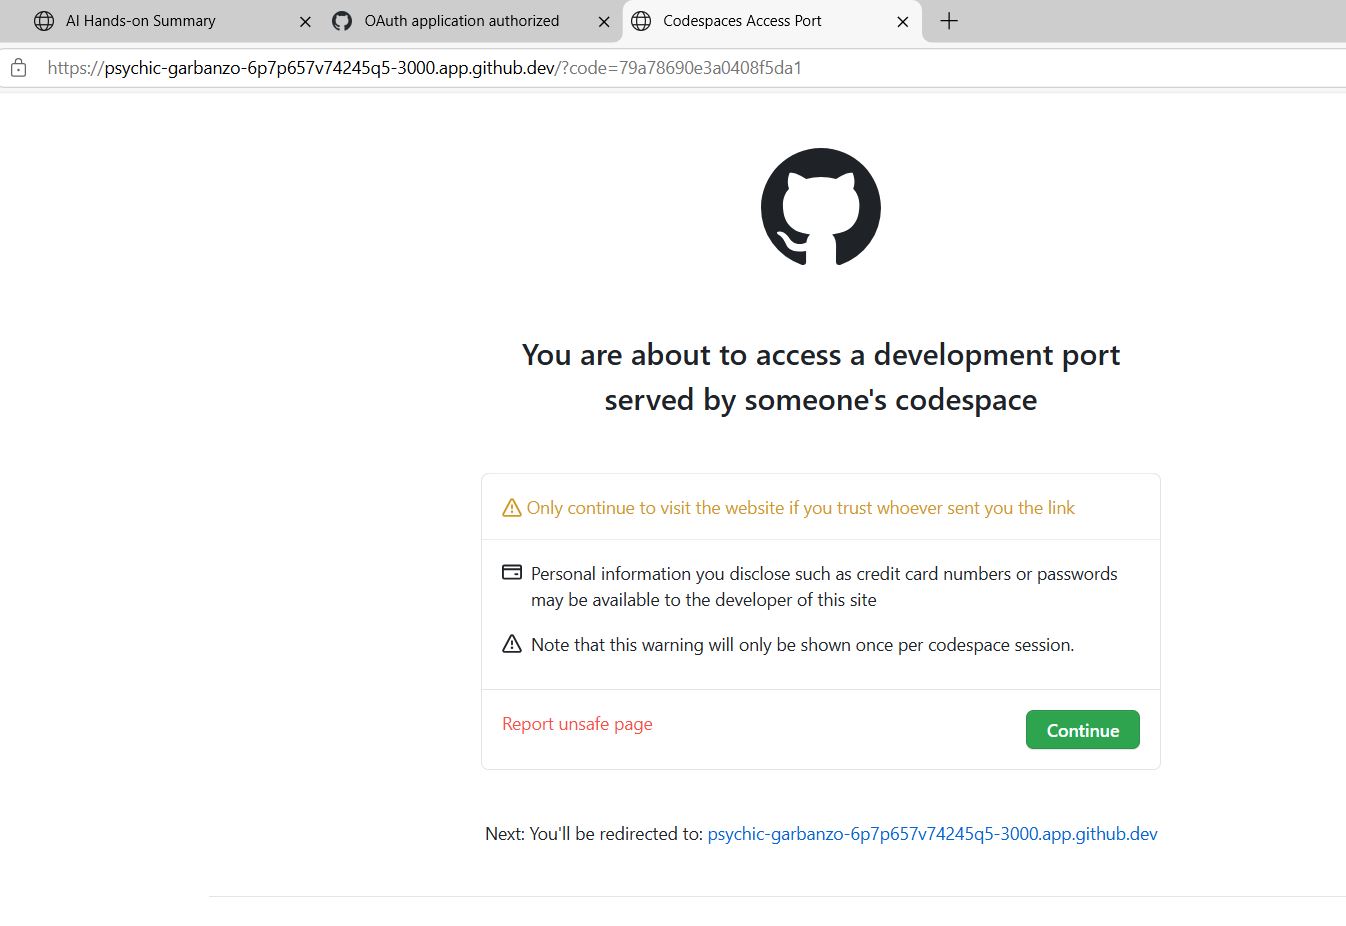 AI Hands-on Summary
OAuth application authorized
Codespaces Access Port
https://psychic-garbanzo-6p7p657v74245q5-3000.app.github.dev/?code=79a78690e3a0408f5da1
You are about to access a development port
served by someone's codespace
Only continue to visit the website if you trust whoever sent you the link
Personal information you disclose such as credit card numbers or passwords
may be available to the developer of this site
Note that this warning will only be shown once per codespace session.
Report unsafe page
Continue
Next: You'll be redirected to: psychic-garbanzo-6p7p657v74245q5-3000.app.github.dev